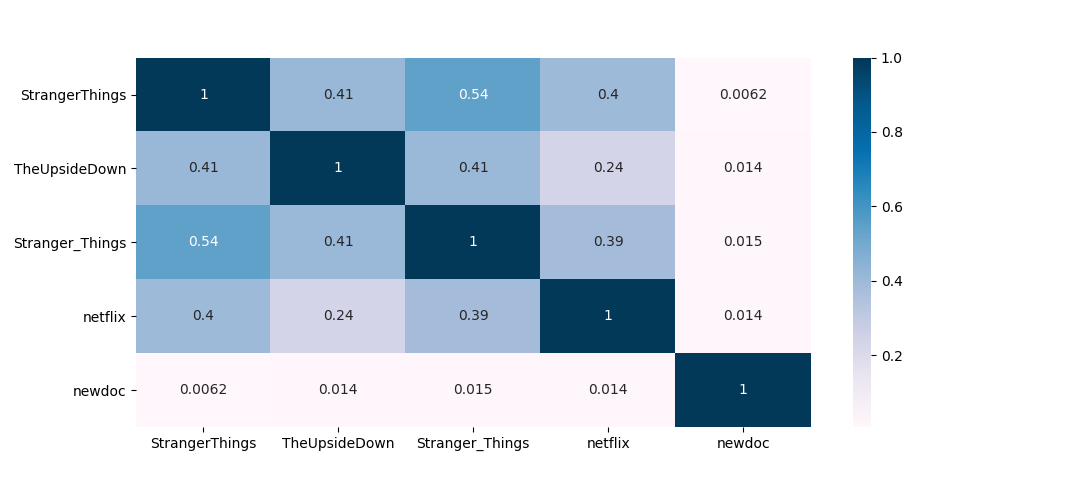 StrangerThings 1 0.41 0.54 0.4 0.0062
TheUpsideDown 0.41 1 0.41 0.24 0.014
Stranger_Things 0.54 0.41 1 0.39 0.015
netflix 0.4 0.24 0.39 1 0.014
newdoc 0.0062 0.014 0.015 0.014 1
StrangerThings TheUpsideDown Stranger_Things netflix newdoc
1.0
0.8
0.6
0.4
0.2